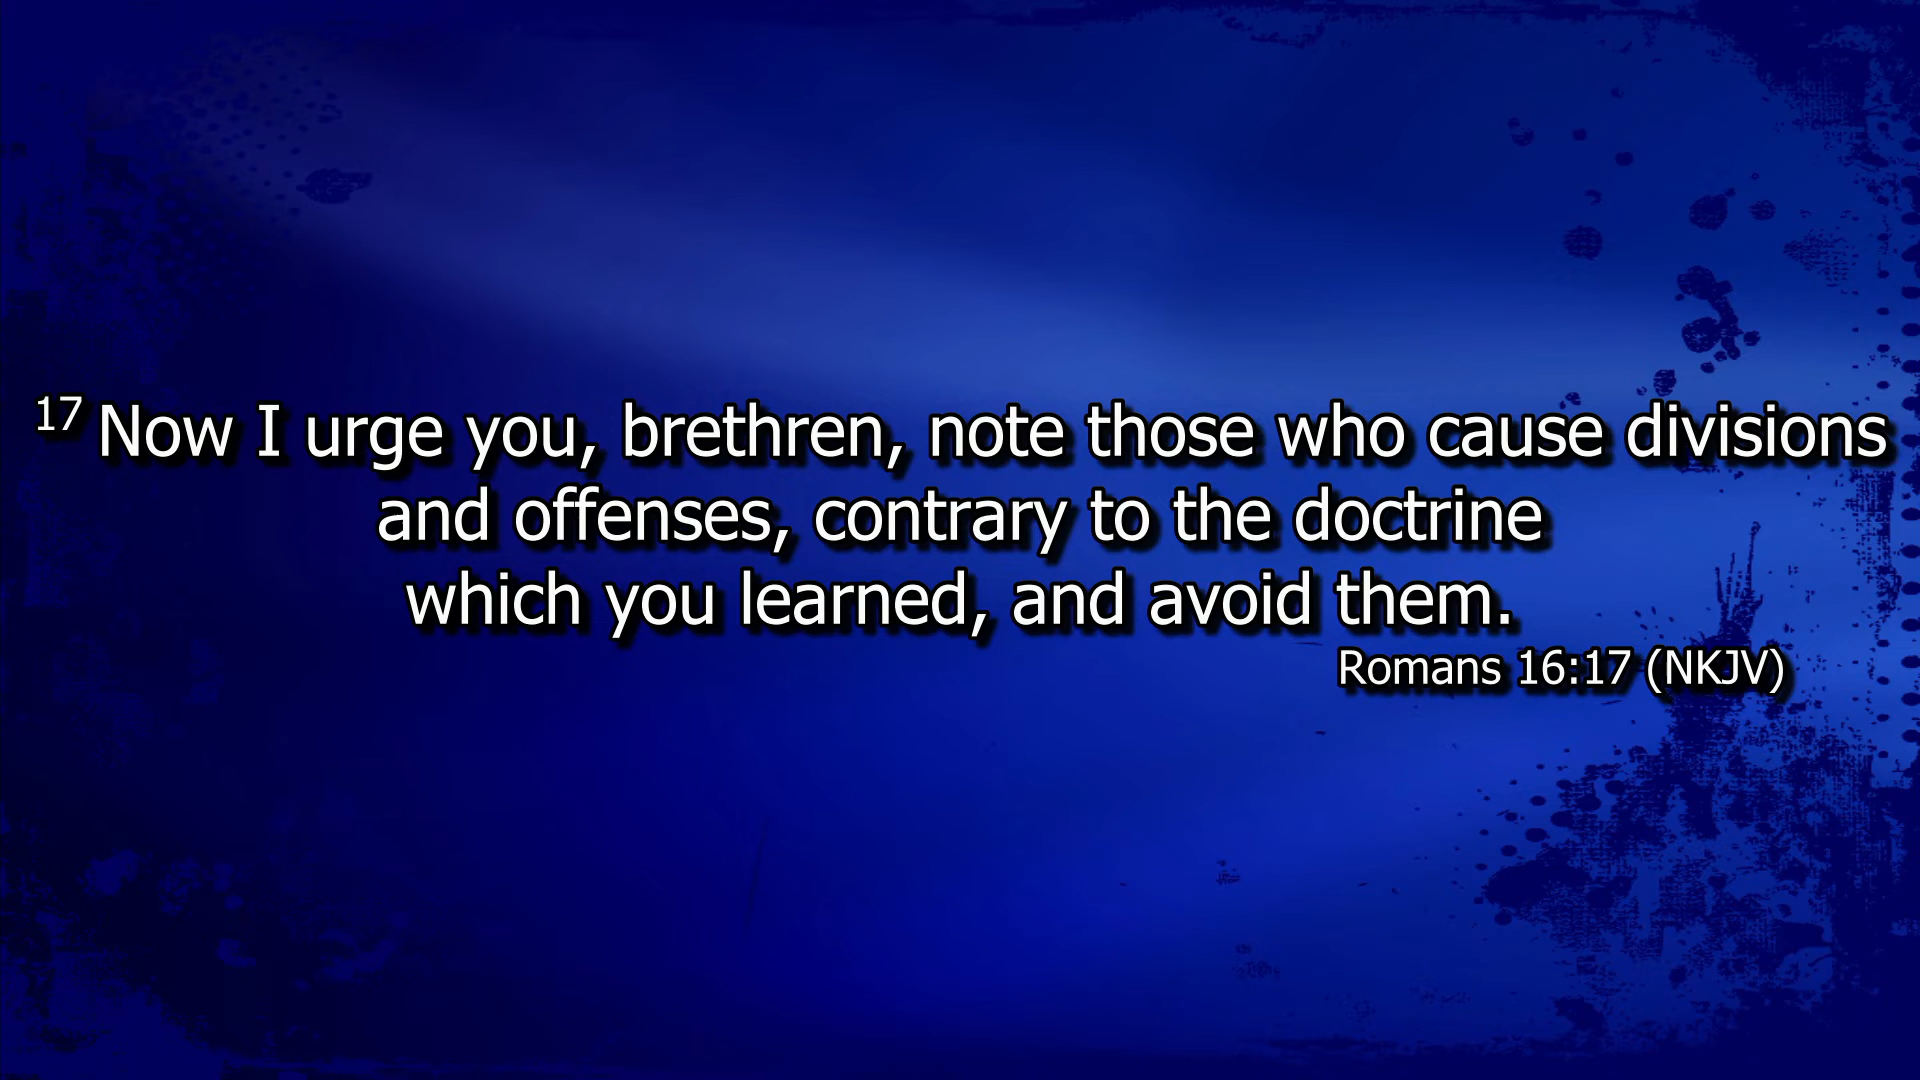 17 Now I urge you, brethren, note those who cause divisions
and offenses, contrary to the doctrine
which you learned, and avoid them.
Romans 16:17 (NKJV)